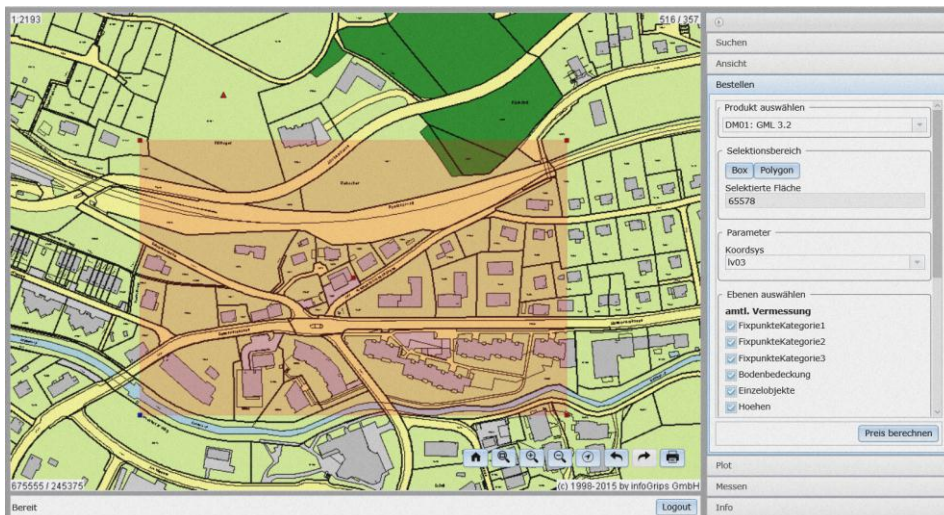 1:2193
516 / 357
Suchen
Ansicht
Bestellen
Produkt auswählen
DM01: GML 3.2
Selektionsbereich
Box Polygon
Selektierte Fläche
65578
Parameter
Koordsys
lv03
Ebenen auswählen
amtl. Vermessung
FixpunkteKategorie1
FixpunkteKategorie2
FixpunkteKategorie3
Bodenbedeckung
Einzelobjekte
Hoehen
Preis berechnen
Plot
Messen
Info
675555 / 245375
(c) 1998-2015 by infoGrips GmbH
Bereit
Logout